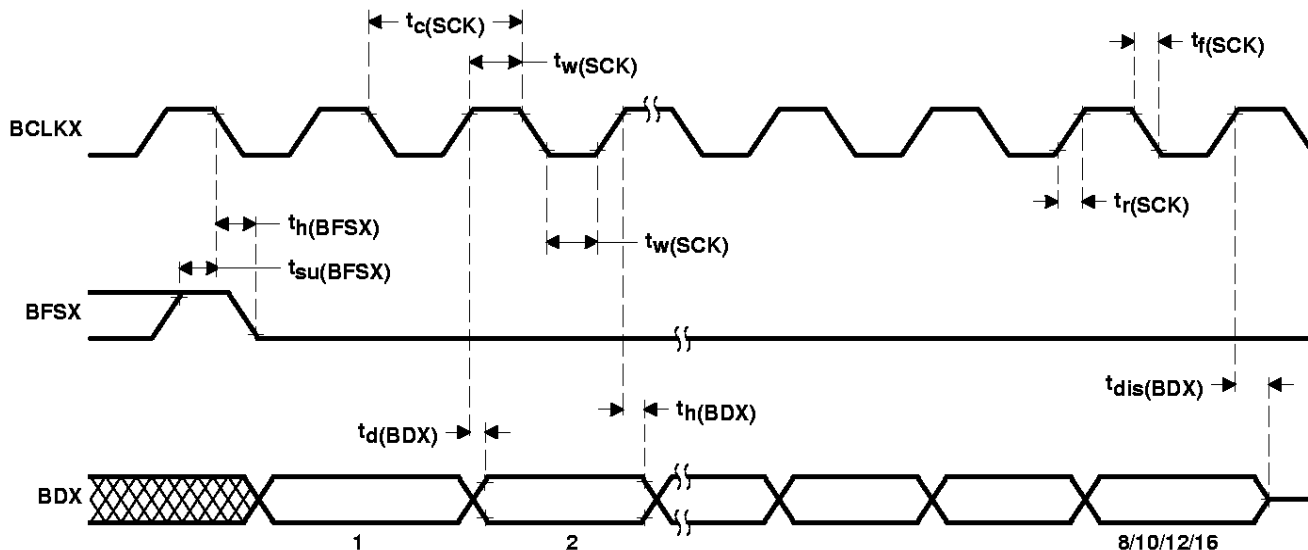 tc(SCK)
tf(SCK)
tw(SCK)
BCLKX
tr(SCK)
th(BFSX)
tw(SCK)
tsu(BFSX)
BFSX
tdis(BDX)
th(BDX)
td(BDX)
BDX
1 2 8/10/12/16